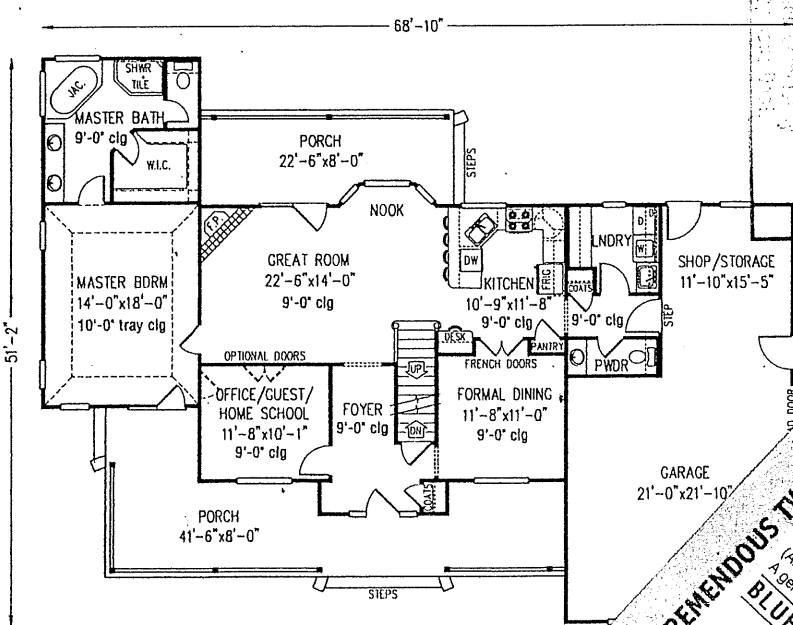 68'-10"
SHWR
TILE
JAC.
MASTER BATH
9'-0" clg
W.I.C.
PORCH
22'-6"x8'-0"
STEPS
NOOK
F.P.
GREAT ROOM
22'-6"x14'-0"
9'-0" clg
DW
KITCHEN
10'-9"x11'-8"
9'-0" clg
FRIG
LNDRY
D
W
COATS
9'-0" clg
STEP
SHOP/STORAGE
11'-10"x15'-5"
MASTER BDRM
14'-0"x18'-0"
10'-0" tray clg
51'-2"
DESK
PANTRY
PWDR
FRENCH DOORS
OPTIONAL DOORS
UP
OFFICE/GUEST/
HOME SCHOOL
11'-8"x10'-1"
9'-0" clg
FOYER
9'-0" clg
DN
FORMAL DINING
11'-8"x11'-0"
9'-0" clg
COATS
GARAGE
21'-0"x21'-10"
PORCH
41'-6"x8'-0"
STEPS
DOOR
REMENDOUS
BLU